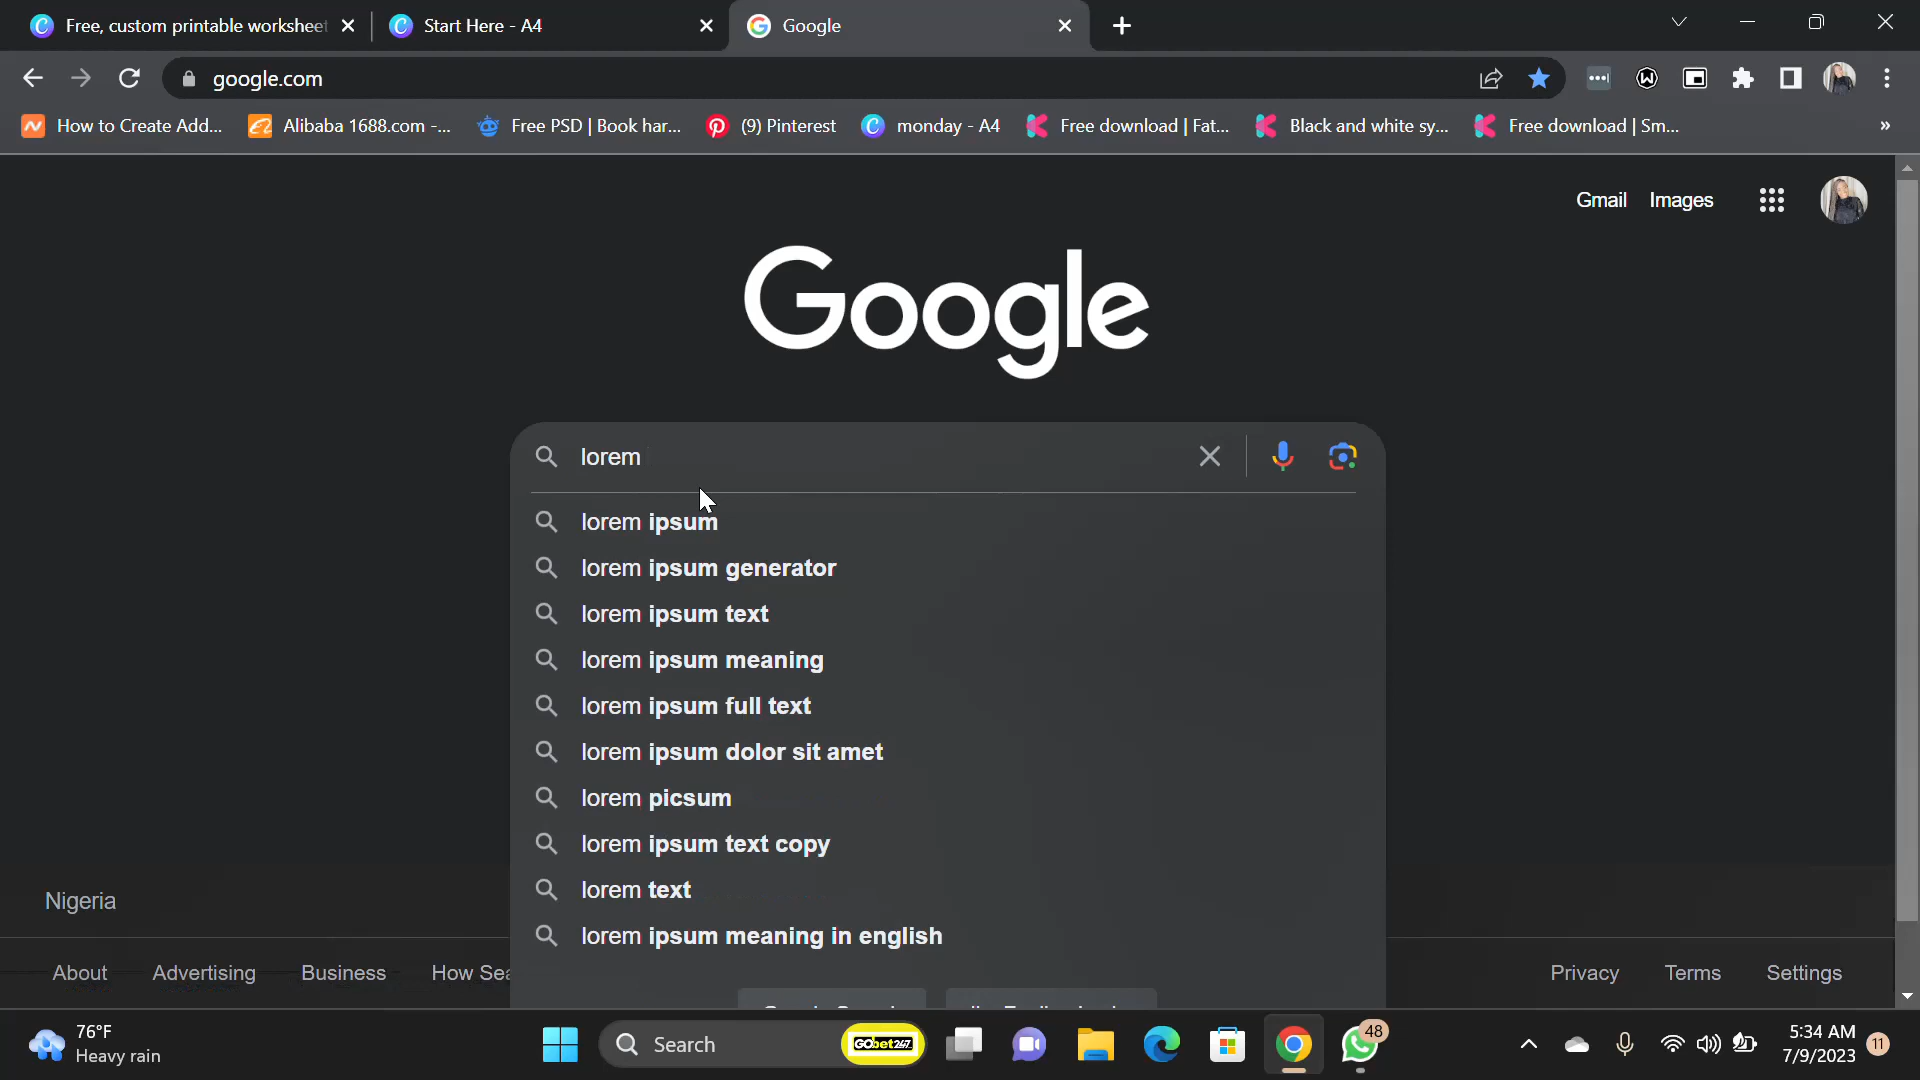 Free, custom printable workshee
Start Here - A4
Google
google.com
How to Create Add...
Alibaba 1688.com -...
Free PSD | Book har...
(9) Pinterest
monday - A4
Free download | Fat...
Black and white sy...
Free download | Sm...
»
Gmail
Images
Google
lorem
lorem ipsum
lorem ipsum generator
lorem ipsum text
lorem ipsum meaning
lorem ipsum full text
lorem ipsum dolor sit amet
lorem picsum
lorem ipsum text copy
lorem text
lorem ipsum meaning in english
Nigeria
About
Advertising
Business
How Sea
Privacy
Terms
Settings
76°F
Heavy rain
Search
GObet247
48
5:34 AM
7/9/2023
11